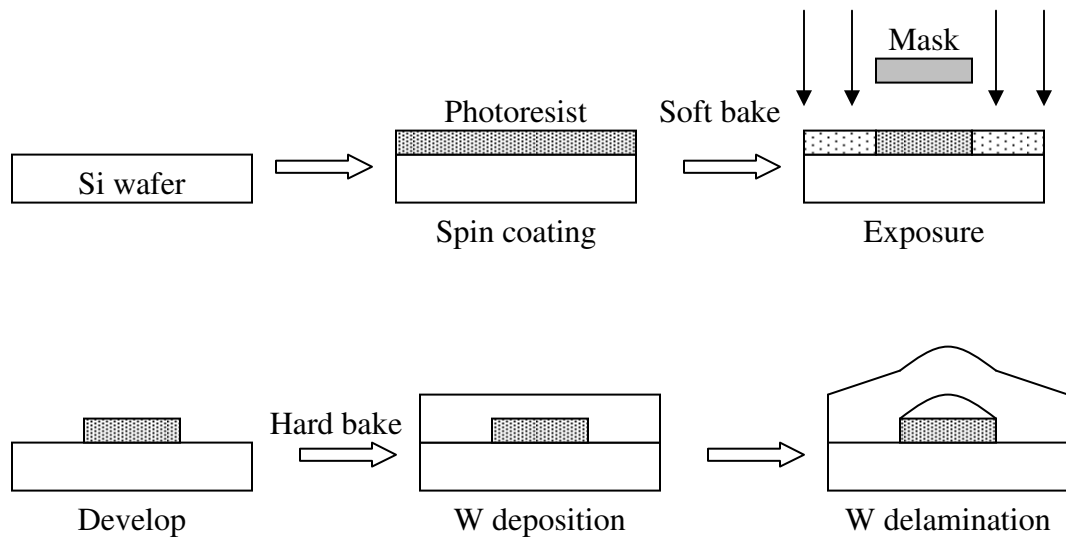 Mask
Photoresist
Soft bake
Si wafer
Spin coating
Exposure
Hard bake
Develop
W deposition
W delamination